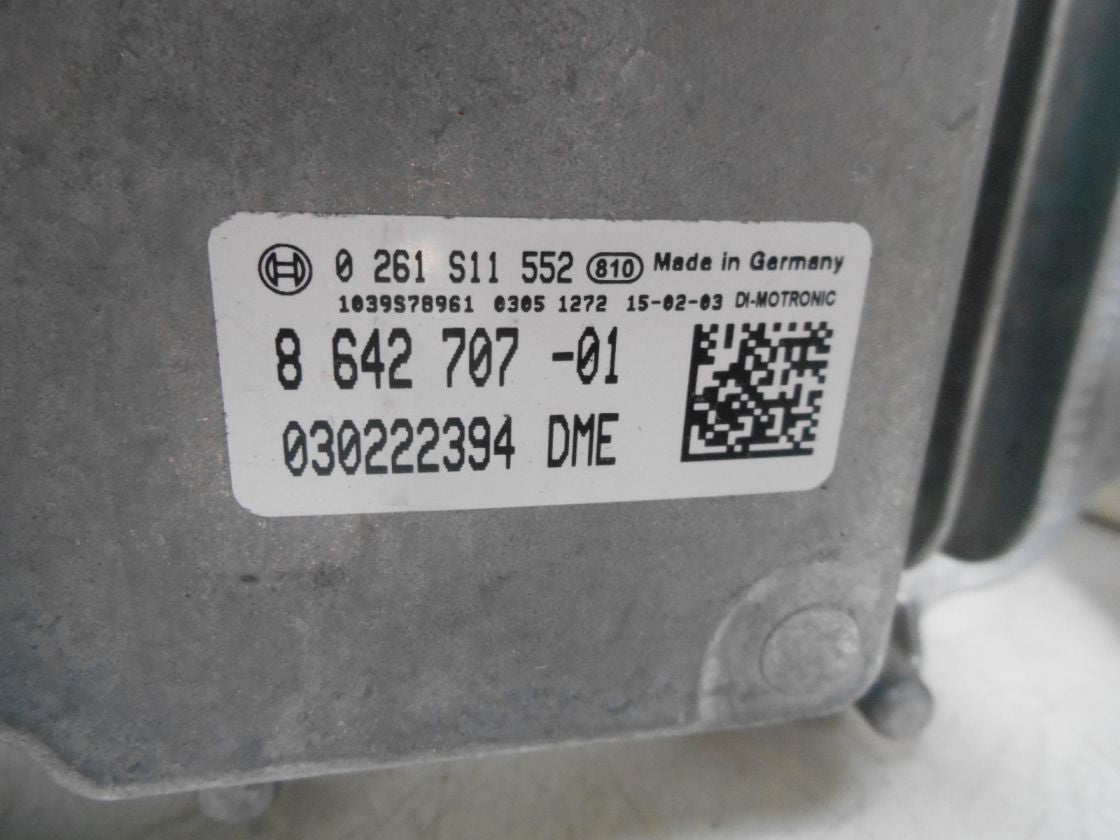 0 261 S11 552 810 Made in Germany
1039S78961 0305 1272 15-02-03 DI-MOTRONIC
8 642 707 -01
030222394 DME